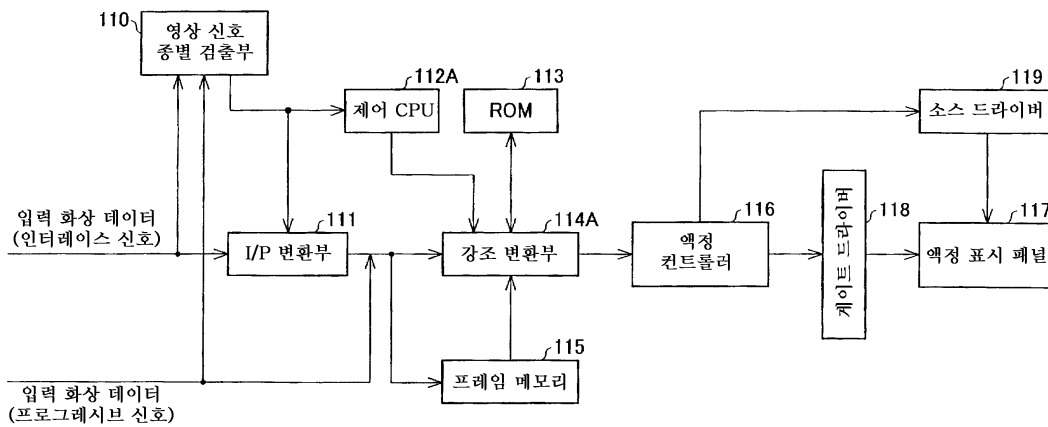 110
영상 신호
종별 검출부
112A
제어 CPU
113
ROM
119
소스 드라이버
입력 화상 데이터
(인터레이스 신호)
111
I/P 변환부
114A
강조 변환부
116
액정
컨트롤러
게이트 드라이버
118
117
액정 표시 패널
115
프레임 메모리
입력 화상 데이터
(프로그레시브 신호)